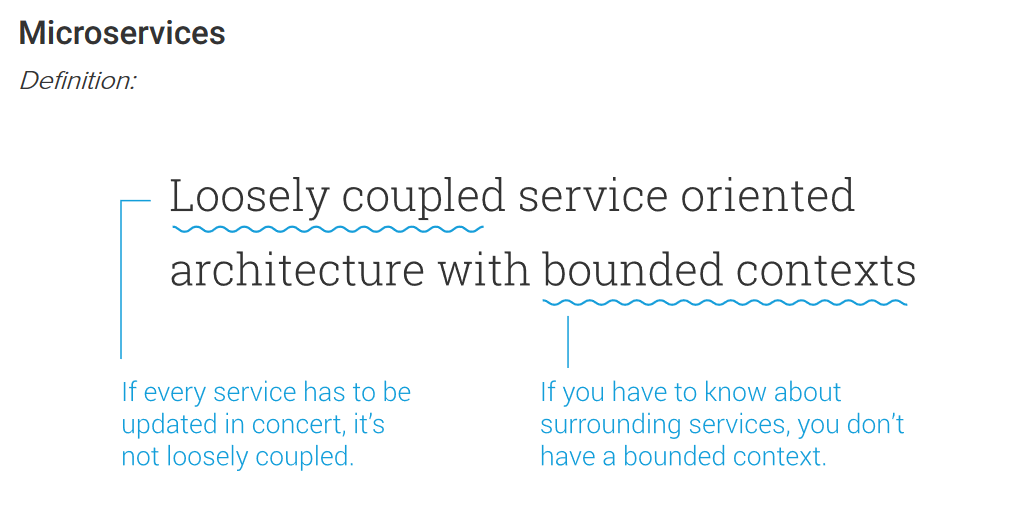 Microservices
Definition:
Loosely coupled service oriented
architecture with bounded contexts
If every service has to be
updated in concert, it’s
not loosely coupled.
If you have to know about
surrounding services, you don’t
have a bounded context.